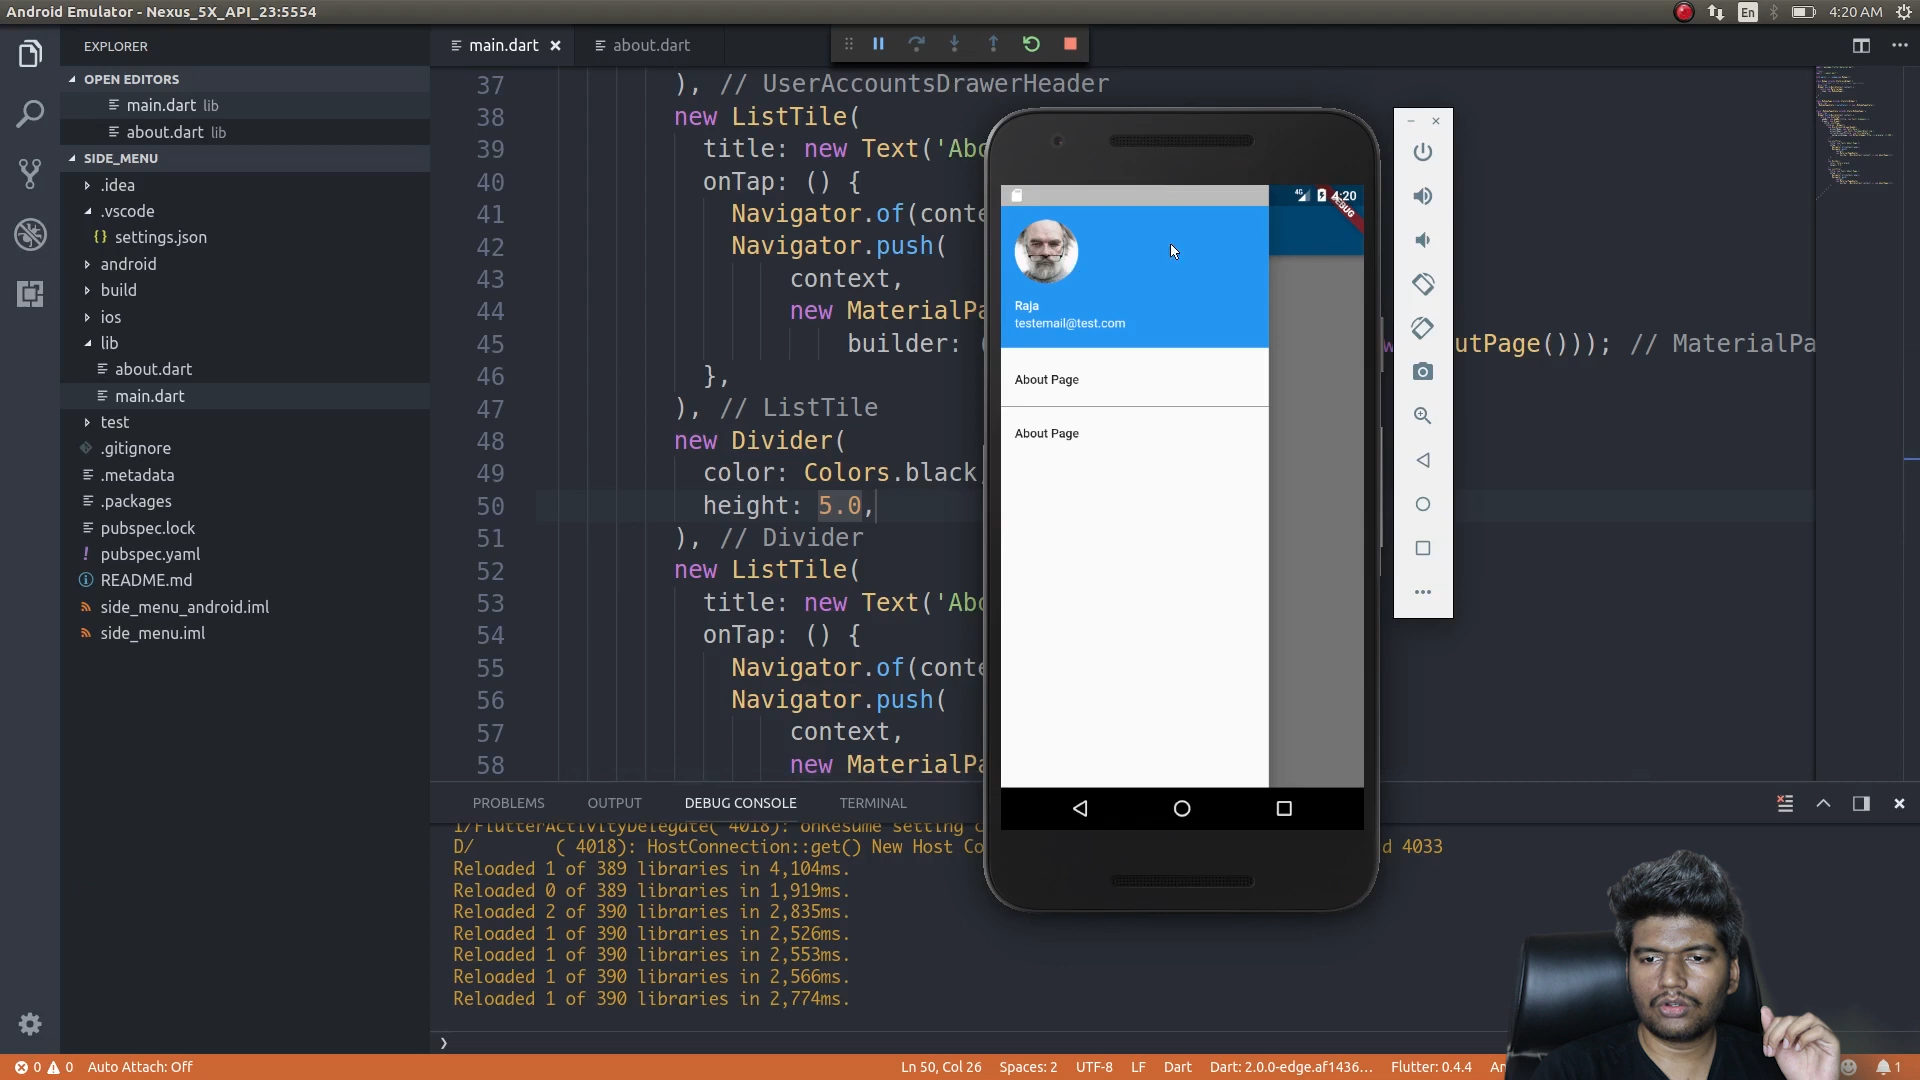 Android Emulator - Nexus_5X_API_23:5554
En
4:20 AM
EXPLORER
OPEN EDITORS
main.dart lib
about.dart lib
SIDE_MENU
.idea
.vscode
settings.json
android
build
ios
lib
about.dart
main.dart
test
.gitignore
.metadata
.packages
pubspec.lock
pubspec.yaml
README.md
side_menu_android.iml
side_menu.iml
main.dart
about.dart
37 ), // UserAccountsDrawerHeader
38 new ListTile(
39 title: new Text('Abo
40 onTap: () {
41 Navigator.of(conte
42 Navigator.push(
43 context,
44 new MaterialPa
45 builder: ( utPage())); // MaterialPa
46 },
47 ), // ListTile
48 new Divider(
49 color: Colors.black,
50 height: 5.0,
51 ), // Divider
52 new ListTile(
53 title: new Text('Abo
54 onTap: () {
55 Navigator.of(conte
56 Navigator.push(
57 context,
58 new MaterialPa
4G
4:20
DEBUG
Raja
testemail@test.com
About Page
About Page
PROBLEMS
OUTPUT
DEBUG CONSOLE
TERMINAL
I/FlutterActivityDelegate( 4018): onResume setting c
D/ ( 4018): HostConnection::get() New Host Co d 4033
Reloaded 1 of 389 libraries in 4,104ms.
Reloaded 0 of 389 libraries in 1,919ms.
Reloaded 2 of 390 libraries in 2,835ms.
Reloaded 1 of 390 libraries in 2,526ms.
Reloaded 1 of 390 libraries in 2,553ms.
Reloaded 1 of 390 libraries in 2,566ms.
Reloaded 1 of 390 libraries in 2,774ms.
0 0 Auto Attach: Off
Ln 50, Col 26
Spaces: 2
UTF-8
LF
Dart
Dart: 2.0.0-edge.af1436...
Flutter: 0.4.4
An
1